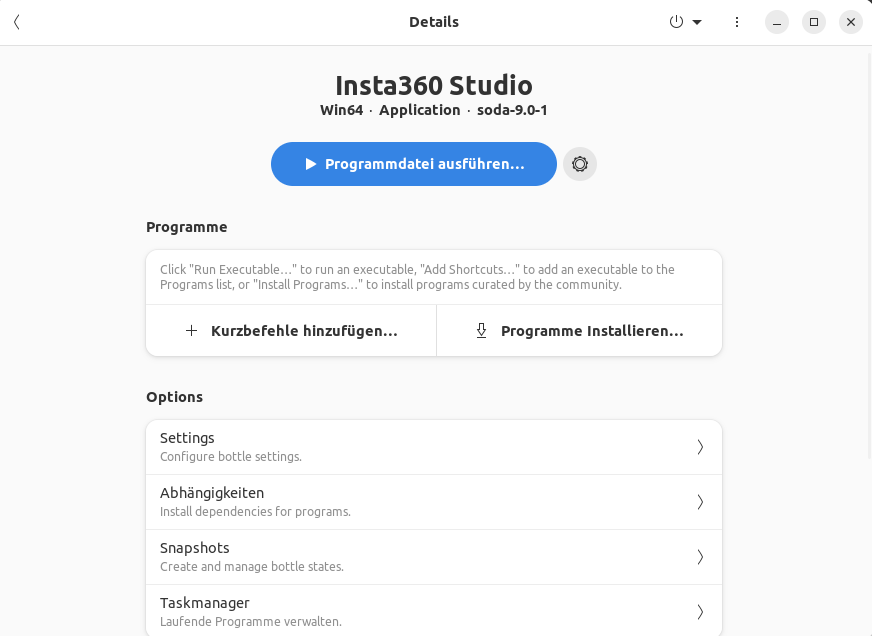 Details
Insta360 Studio
Win64 · Application · soda-9.0-1
Programmdatei ausführen…
Programme
Click "Run Executable…" to run an executable, "Add Shortcuts…" to add an executable to the
Programs list, or "Install Programs…" to install programs curated by the community.
Kurzbefehle hinzufügen…
Programme Installieren…
Options
Settings
Configure bottle settings.
Abhängigkeiten
Install dependencies for programs.
Snapshots
Create and manage bottle states.
Taskmanager
Laufende Programme verwalten.